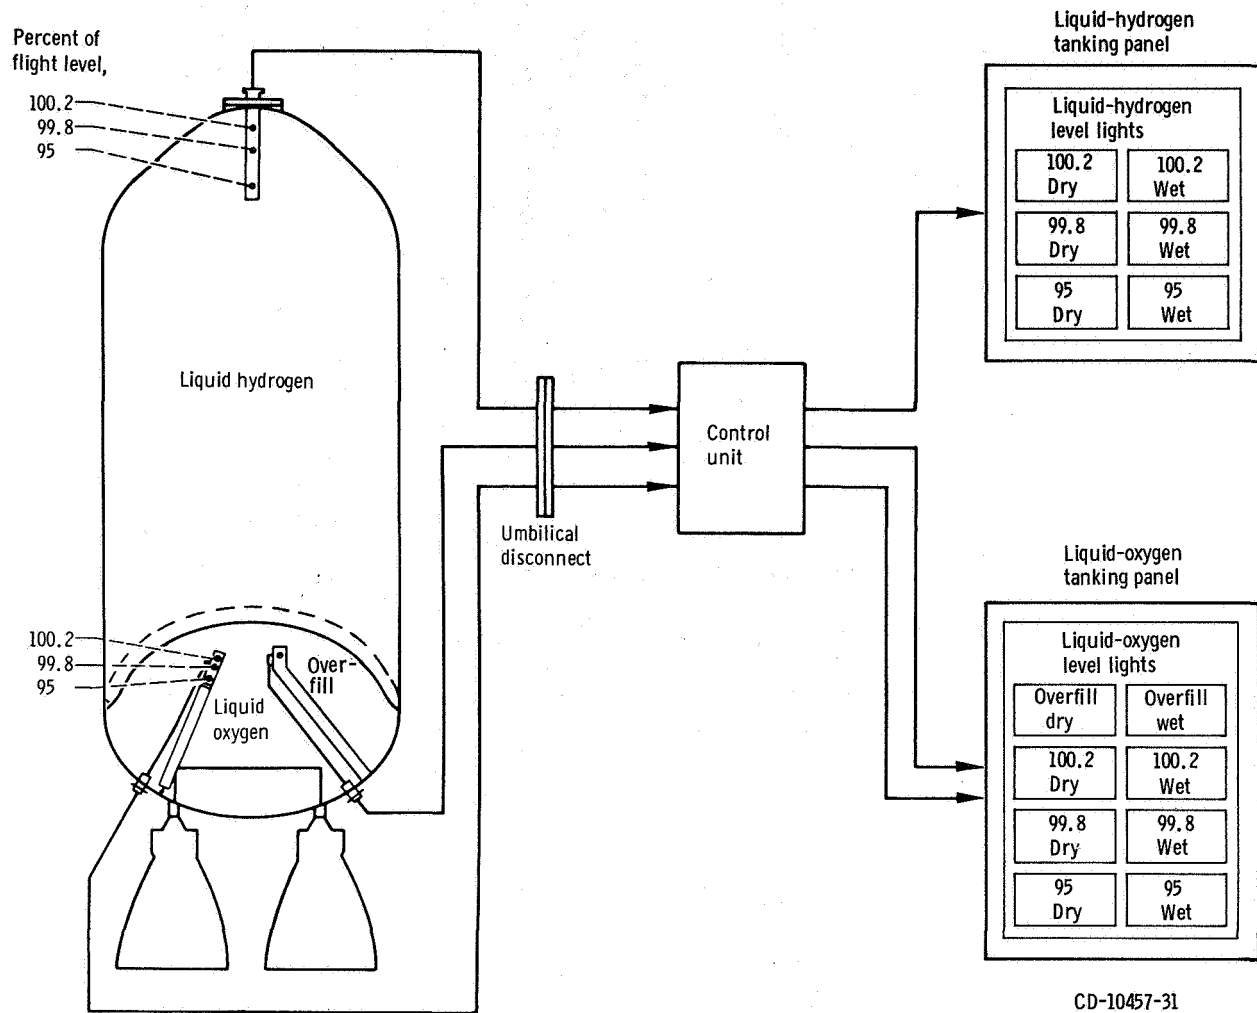 Percent of
flight level,
100.2
99.8
95
Liquid hydrogen
100.2
99.8
95
Over-
fill
Liquid
oxygen
Umbilical
disconnect
Control
unit
Liquid-hydrogen
tanking panel
Liquid-hydrogen
level lights
100.2
Dry
100.2
Wet
99.8
Dry
99.8
Wet
95
Dry
95
Wet
Liquid-oxygen
tanking panel
Liquid-oxygen
level lights
Overfill
dry
Overfill
wet
100.2
Dry
100.2
Wet
99.8
Dry
99.8
Wet
95
Dry
95
Wet
CD-10457-31